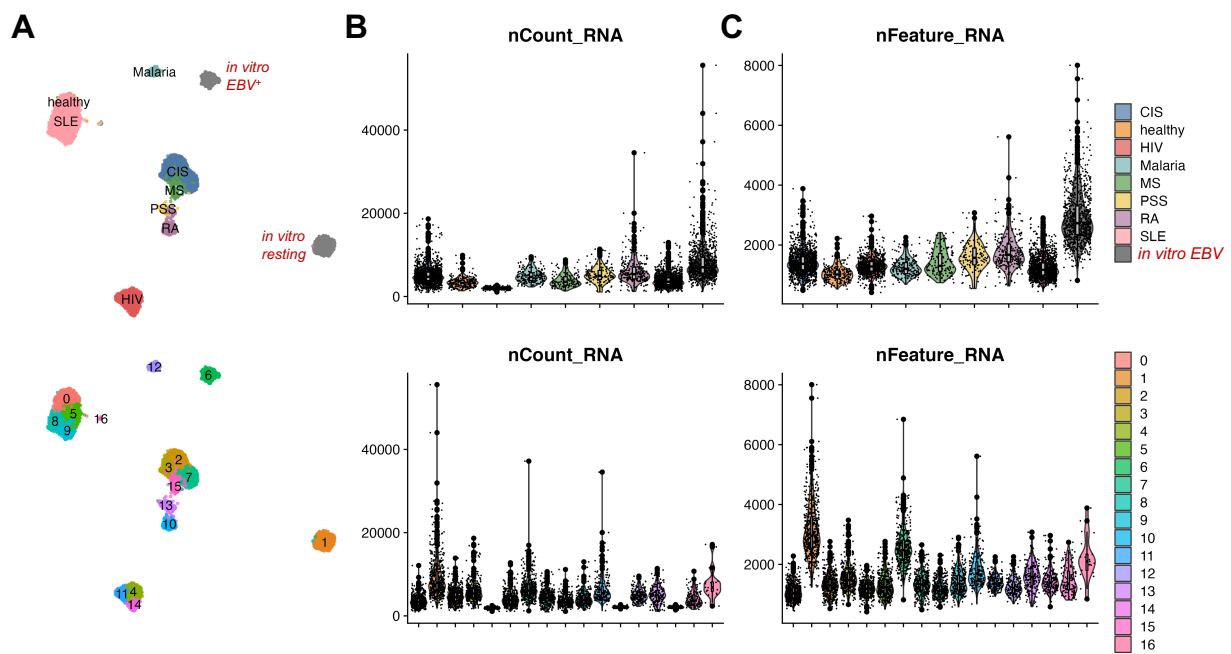 A
B
C
nCount_RNA
nFeature_RNA
Malaria
in vitro
EBV+
healthy
SLE
CIS
MS
PSS
RA
in vitro
resting
HIV
40000
20000
0
8000
6000
4000
2000
CIS
healthy
HIV
Malaria
MS
PSS
RA
SLE
in vitro EBV
nCount_RNA
nFeature_RNA
12
6
0
5
8
9
16
2
3
7
15
13
10
1
11
4
14
40000
20000
0
8000
6000
4000
2000
0
1
2
3
4
5
6
7
8
9
10
11
12
13
14
15
16